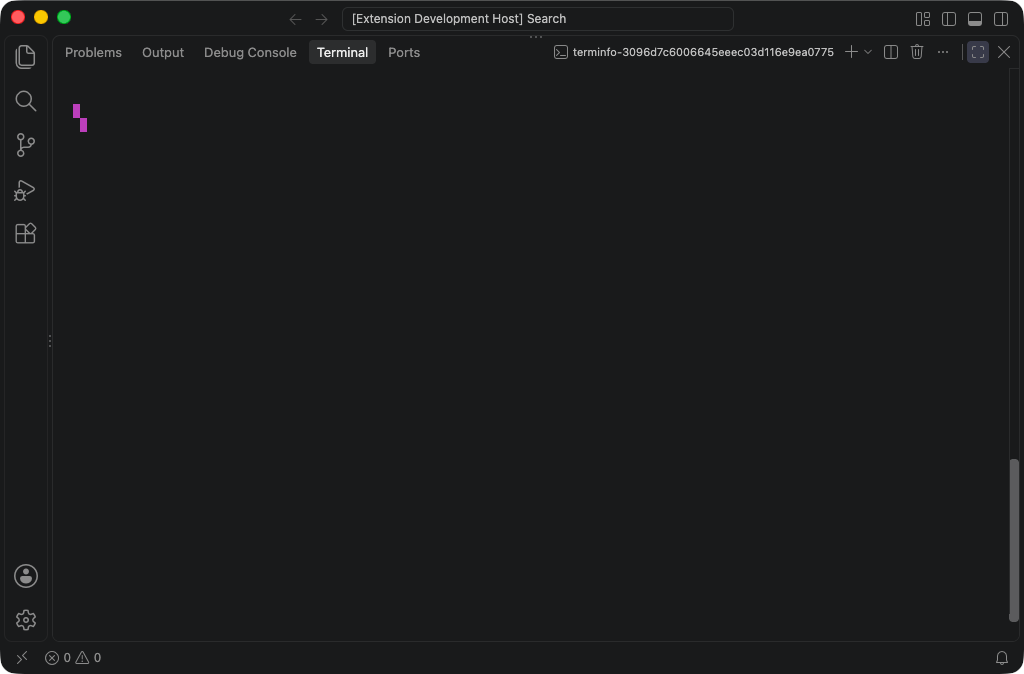 [Extension Development Host] Search
Problems Output Debug Console Terminal Ports terminfo-3096d7c6006645eeec03d116e9ea0775
0 0